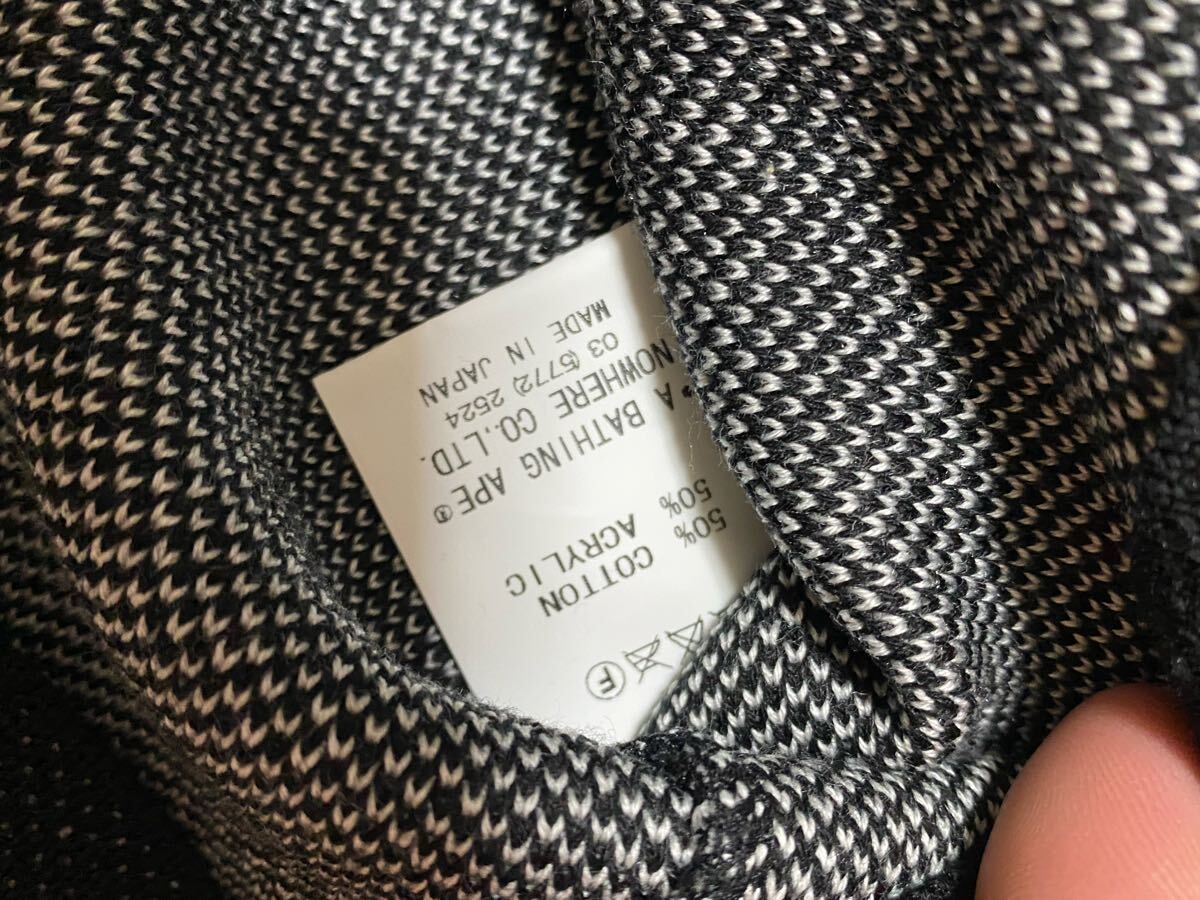 50% COTTON
50% ACRYLIC
A BATHING APE®
NOWHERE CO.,LTD.
03 (5772) 2524
MADE IN JAPAN
F